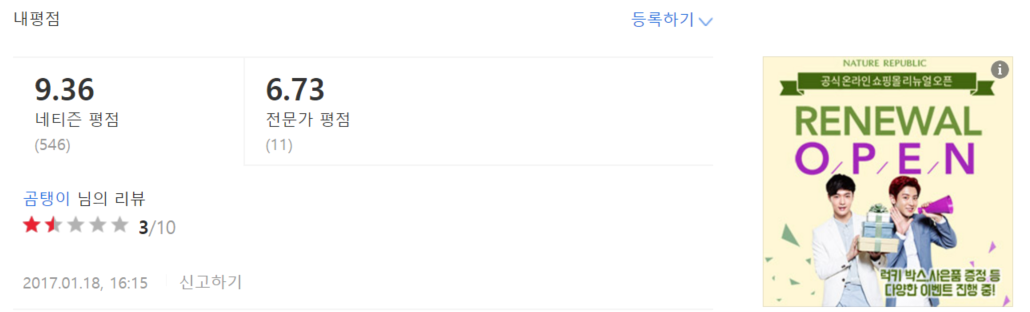 내평점
등록하기
9.36
네티즌 평점
(546)
6.73
전문가 평점
(11)
곰탱이 님의 리뷰
3/10
2017.01.18, 16:15 신고하기
NATURE REPUBLIC
공식 온라인 쇼핑몰 리뉴얼 오픈
RENEWAL
O/P/E/N
럭키 박스 사은품 증정 등
다양한 이벤트 진행 중!